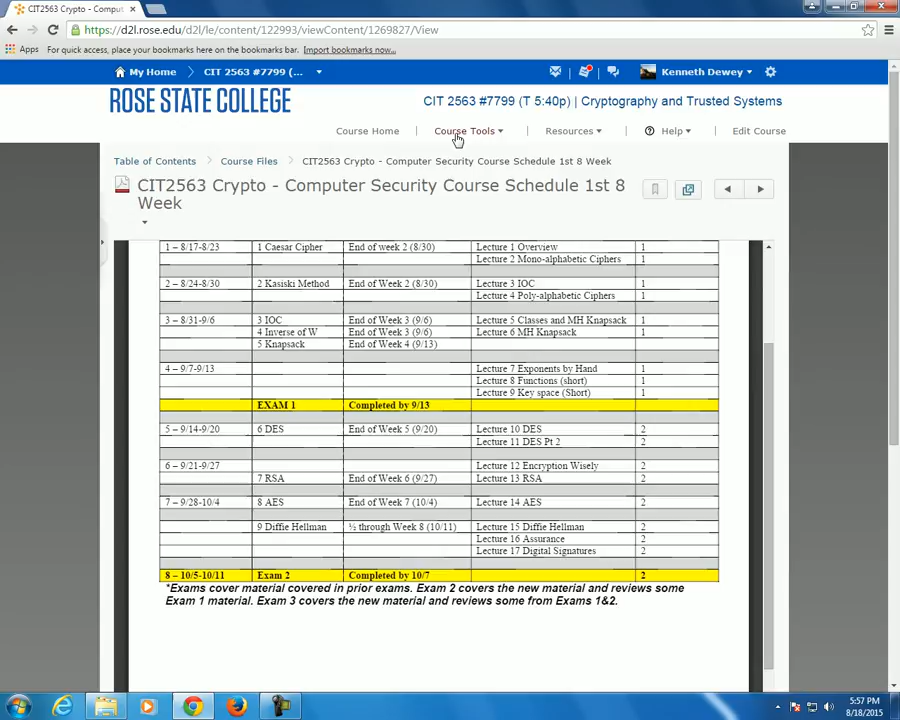 CIT2563 Crypto - Comput
https://d2l.rose.edu/d2l/le/content/122993/viewContent/1269827/View
Apps For quick access, place your bookmarks here on the bookmarks bar. Import bookmarks now...
My Home CIT 2563 #7799 (... Kenneth Dewey
ROSE STATE COLLEGE
CIT 2563 #7799 (T 5:40p) | Cryptography and Trusted Systems
Course Home Course Tools Resources Help Edit Course
Table of Contents Course Files CIT2563 Crypto - Computer Security Course Schedule 1st 8 Week
CIT2563 Crypto - Computer Security Course Schedule 1st 8
Week
1 – 8/17-8/23 1 Caesar Cipher End of week 2 (8/30) Lecture 1 Overview 1
Lecture 2 Mono-alphabetic Ciphers 1
2 – 8/24-8/30 2 Kasiski Method End of Week 2 (8/30) Lecture 3 IOC 1
Lecture 4 Poly-alphabetic Ciphers 1
3 – 8/31-9/6 3 IOC End of Week 3 (9/6) Lecture 5 Classes and MH Knapsack 1
4 Inverse of W End of Week 3 (9/6) Lecture 6 MH Knapsack 1
5 Knapsack End of Week 4 (9/13)
4 – 9/7-9/13 Lecture 7 Exponents by Hand 1
Lecture 8 Functions (short) 1
Lecture 9 Key space (Short) 1
EXAM 1 Completed by 9/13
5 – 9/14-9/20 6 DES End of Week 5 (9/20) Lecture 10 DES 2
Lecture 11 DES Pt 2 2
6 – 9/21-9/27 Lecture 12 Encryption Wisely 2
7 RSA End of Week 6 (9/27) Lecture 13 RSA 2
7 – 9/28-10/4 8 AES End of Week 7 (10/4) Lecture 14 AES 2
9 Diffie Hellman ½ through Week 8 (10/11) Lecture 15 Diffie Hellman 2
Lecture 16 Assurance 2
Lecture 17 Digital Signatures 2
8 – 10/5-10/11 Exam 2 Completed by 10/7 2
*Exams cover material covered in prior exams. Exam 2 covers the new material and reviews some
Exam 1 material. Exam 3 covers the new material and reviews some from Exams 1&2.
5:57 PM
8/18/2015